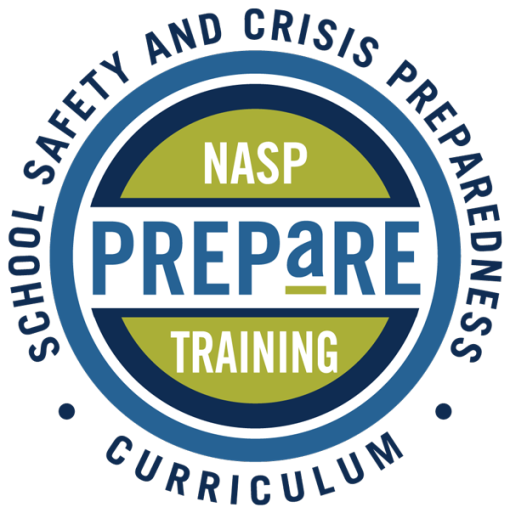 SCHOOL SAFETY AND CRISIS PREPAREDNESS
NASP
PREPaRE
TRAINING
• CURRICULUM •